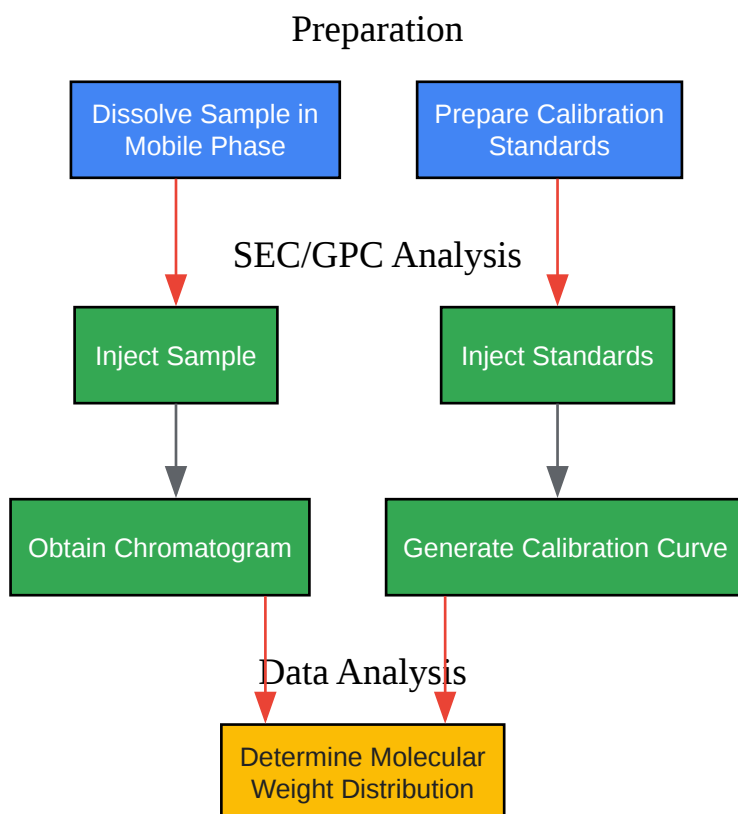 Preparation
Dissolve Sample in
Mobile Phase
Prepare Calibration
Standards
SEC/GPC Analysis
Inject Sample
Inject Standards
Obtain Chromatogram
Generate Calibration Curve
Data Analysis
Determine Molecular
Weight Distribution